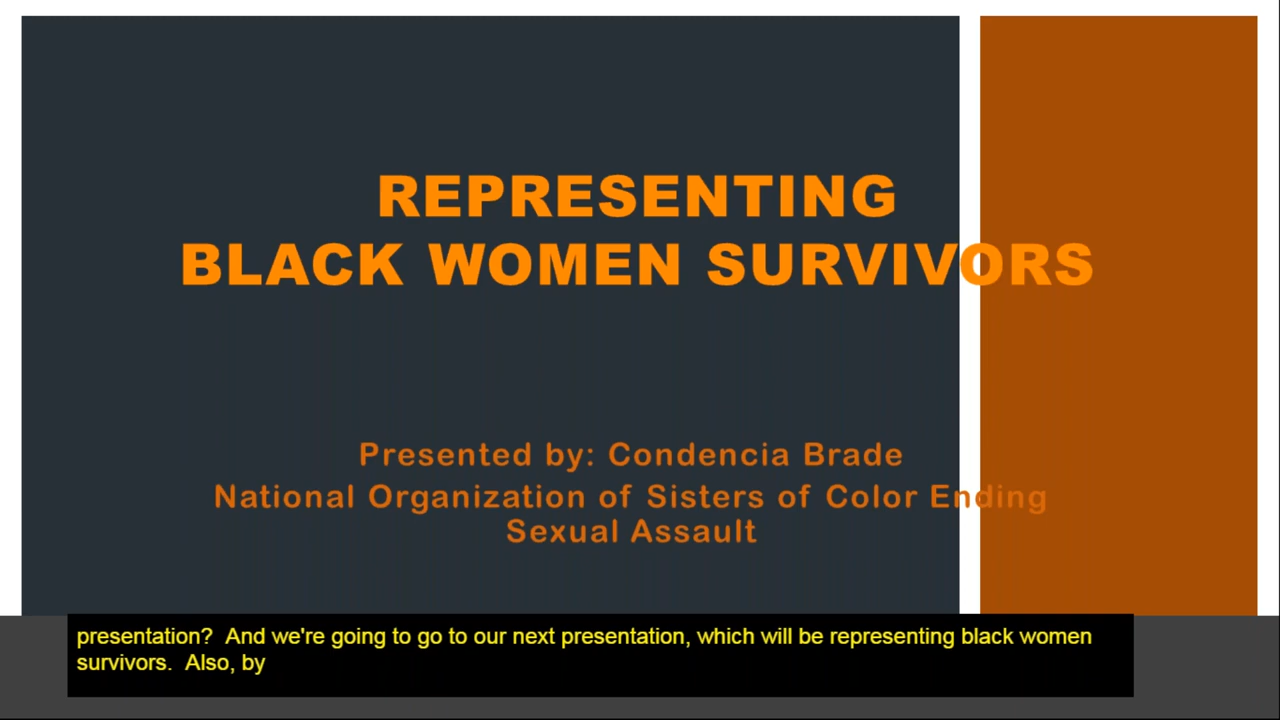 REPRESENTING
BLACK WOMEN SURVIVORS
Presented by: Condencia Brade
National Organization of Sisters of Color Ending
Sexual Assault
presentation?  And we're going to go to our next presentation, which will be representing black women
survivors.  Also, by